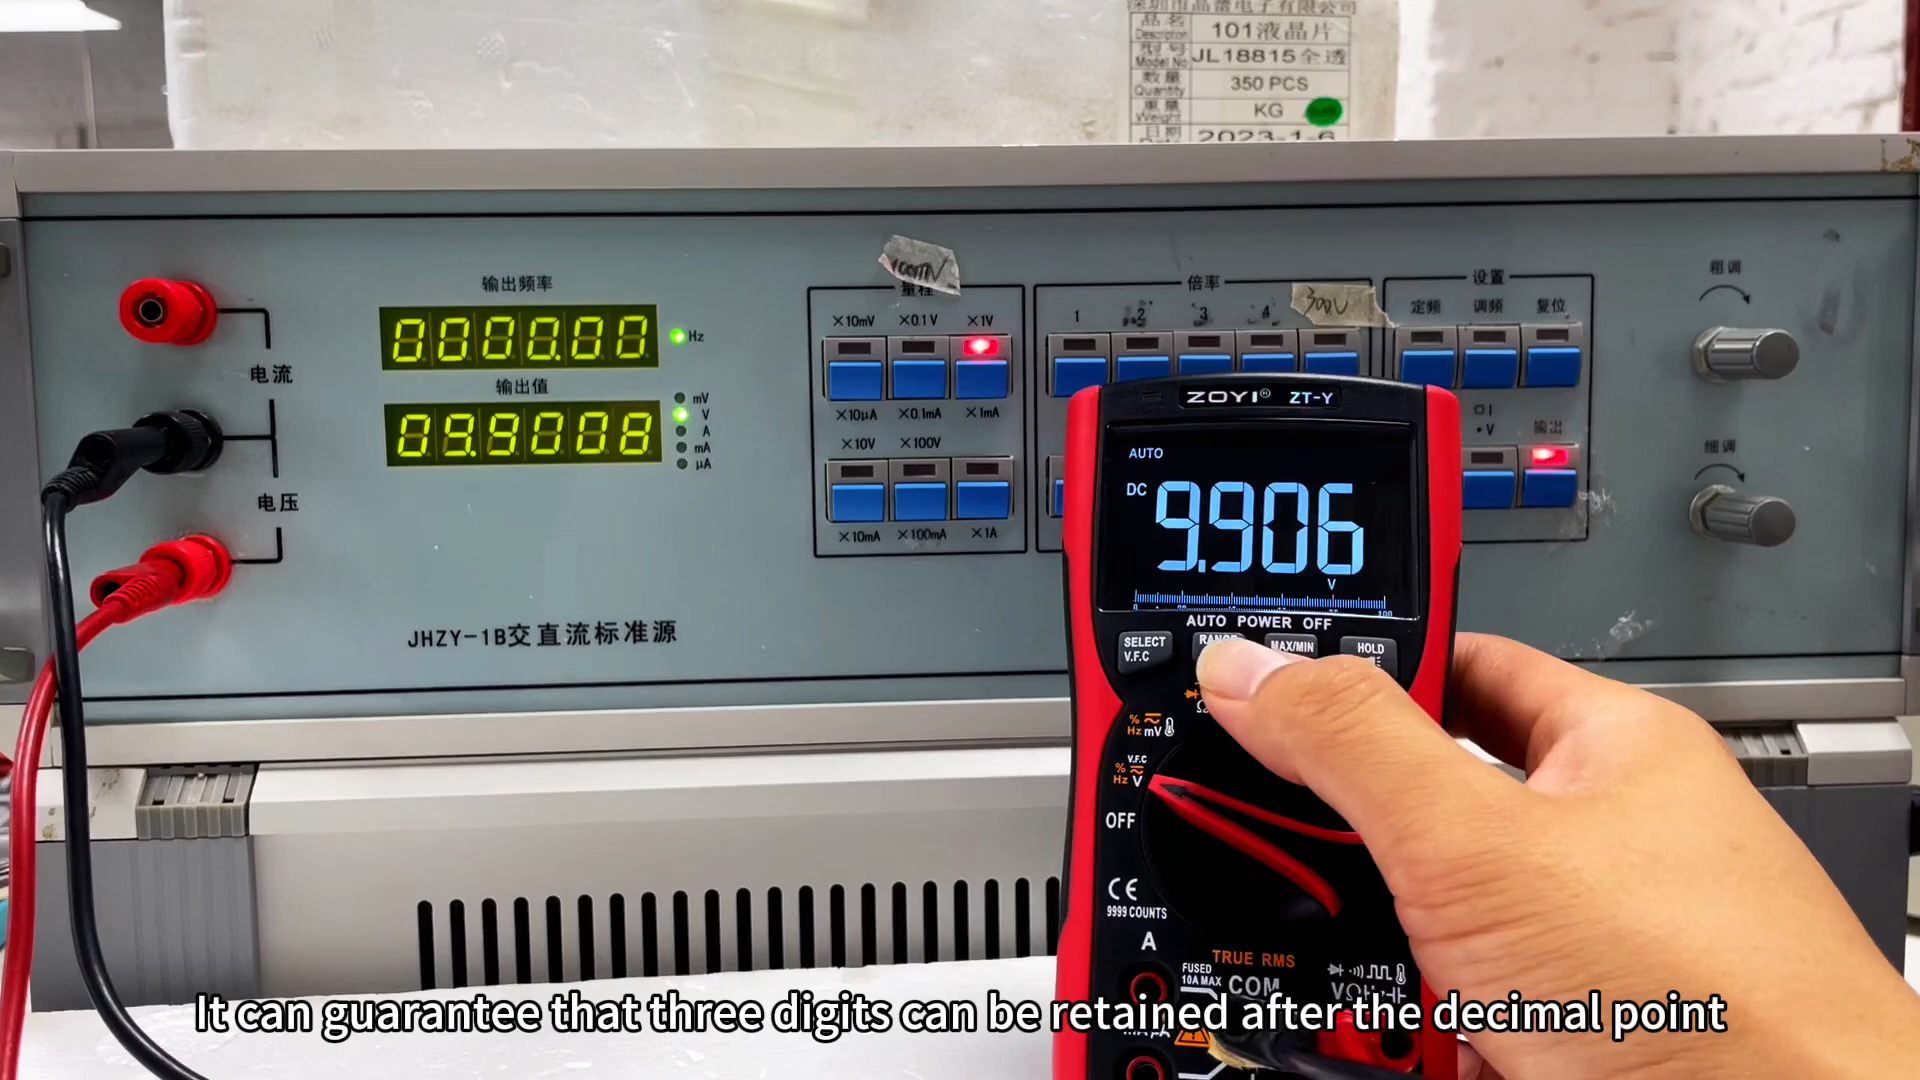 深圳市晶蕾电子有限公司
品名 Description 101液晶片
型号 Model No JL18815全透
数量 Quantity 350 PCS
重量 Weight KG
日期 2023-1-6
100mV
输出频率
000000
Hz
输出值
09.9008
mV
V
A
mA
μA
电流
电压
JHZY-1B交直流标准源
量程
×10mV ×0.1V ×1V
×10μA ×0.1mA ×1mA
×10V ×100V
×10mA ×100mA ×1A
倍率
1 2 3 4 300V
设置
定频 调频 复位
输出
粗调
细调
ZOYI® ZT-Y
AUTO
DC 9.906
V
0 100
AUTO POWER OFF
SELECT
V.F.C
RANGE
MAX/MIN
HOLD
% Hz mV
V.F.C
% Hz V
OFF
CE
9999 COUNTS
A
TRUE RMS
FUSED
10A MAX
COM
It can guarantee that three digits can be retained after the decimal point
mAμA